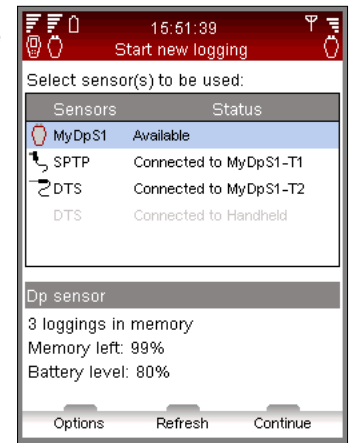 15:51:39
Start new logging
Select sensor(s) to be used:
Sensors Status
MyDpS1 Available
SPTP Connected to MyDpS1-T1
DTS Connected to MyDpS1-T2
DTS Connected to Handheld
Dp sensor
3 loggings in memory
Memory left: 99%
Battery level: 80%
Options Refresh Continue